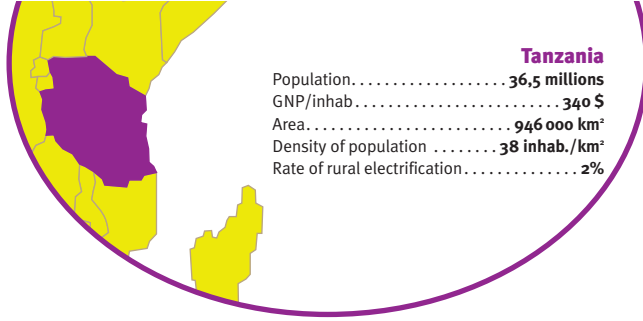 Tanzania
Population. . . . . . . . . . . . . . . . . . 36,5 millions
GNP/inhab . . . . . . . . . . . . . . . . . . . . . . . 340 $
Area. . . . . . . . . . . . . . . . . . . . . . . 946 000 km²
Density of population . . . . . . . . 38 inhab./km²
Rate of rural electrification. . . . . . . . . . . . . . 2%